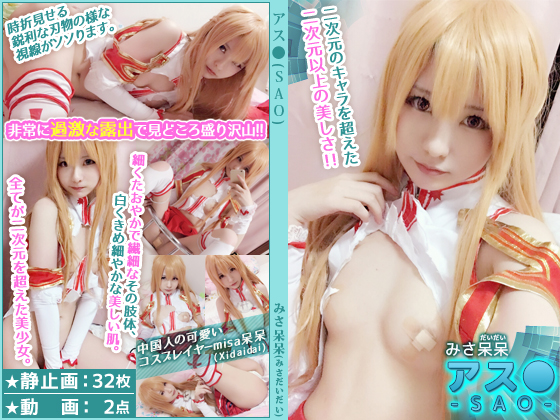 時折見せる
鋭利な刃物の様な
視線がソソります。
非常に過激な露出で見どころ盛り沢山!!
細くたおやかで繊細なその肢体、
白くきめ細やかな美しい肌。
全てが二次元を超えた美少女。
中国人の可愛い
コスプレイヤーmisa呆呆
(Xidaidai)
★静止画：32枚
★動　画： 2点
アス●(SAO)
みさ呆呆(みさだいだい)
二次元のキャラを超えた
二次元以上の美しさ!!
だいだい
みさ呆呆
アス●
-SAO-